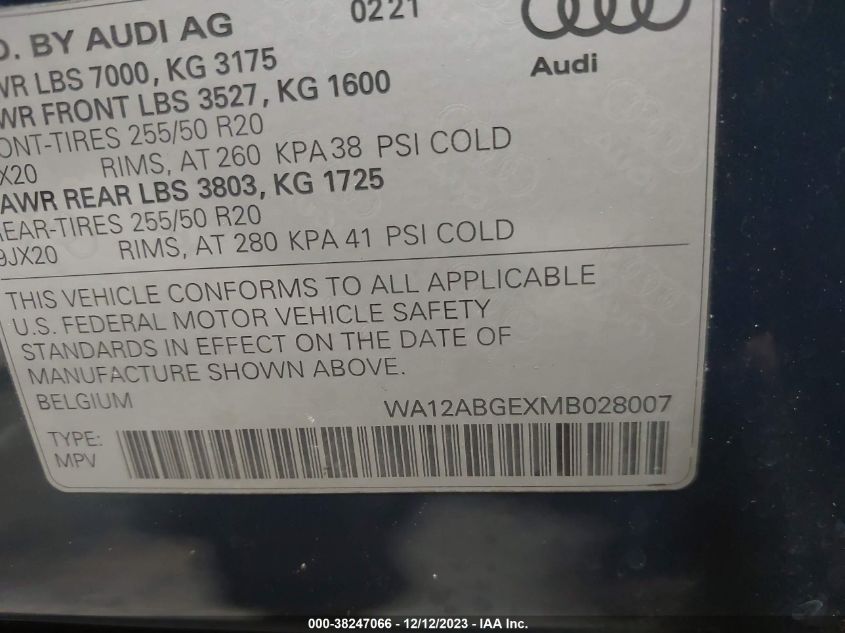 . BY AUDI AG 02 21
Audi
WR LBS 7000, KG 3175
WR FRONT LBS 3527, KG 1600
ONT-TIRES 255/50 R20
X20 RIMS, AT 260 KPA 38 PSI COLD
AWR REAR LBS 3803, KG 1725
EAR-TIRES 255/50 R20
9JX20 RIMS, AT 280 KPA 41 PSI COLD
THIS VEHICLE CONFORMS TO ALL APPLICABLE
U.S. FEDERAL MOTOR VEHICLE SAFETY
STANDARDS IN EFFECT ON THE DATE OF
MANUFACTURE SHOWN ABOVE.
BELGIUM WA12ABGEXMB028007
TYPE:
MPV
000-38247066 - 12/12/2023 - IAA Inc.